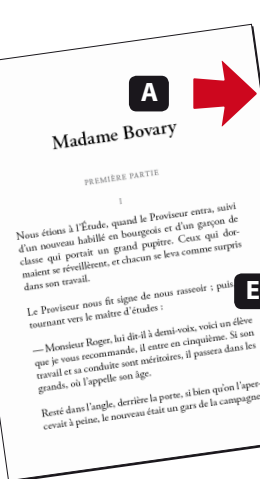 A
Madame Bovary
PREMIÈRE PARTIE
I
Nous étions à l'Étude, quand le Proviseur entra, suivi
d'un nouveau habillé en bourgeois et d'un garçon de
classe qui portait un grand pupitre. Ceux qui dor-
maient se réveillèrent, et chacun se leva comme surpris
dans son travail.
Le Proviseur nous fit signe de nous rasseoir ; puis,
E
tournant vers le maître d'études :
— Monsieur Roger, lui dit-il à demi-voix, voici un élève
que je vous recommande, il entre en cinquième. Si son
travail et sa conduite sont méritoires, il passera dans les
grands, où l'appelle son âge.
Resté dans l'angle, derrière la porte, si bien qu'on l'aper-
cevait à peine, le nouveau était un gars de la campagne